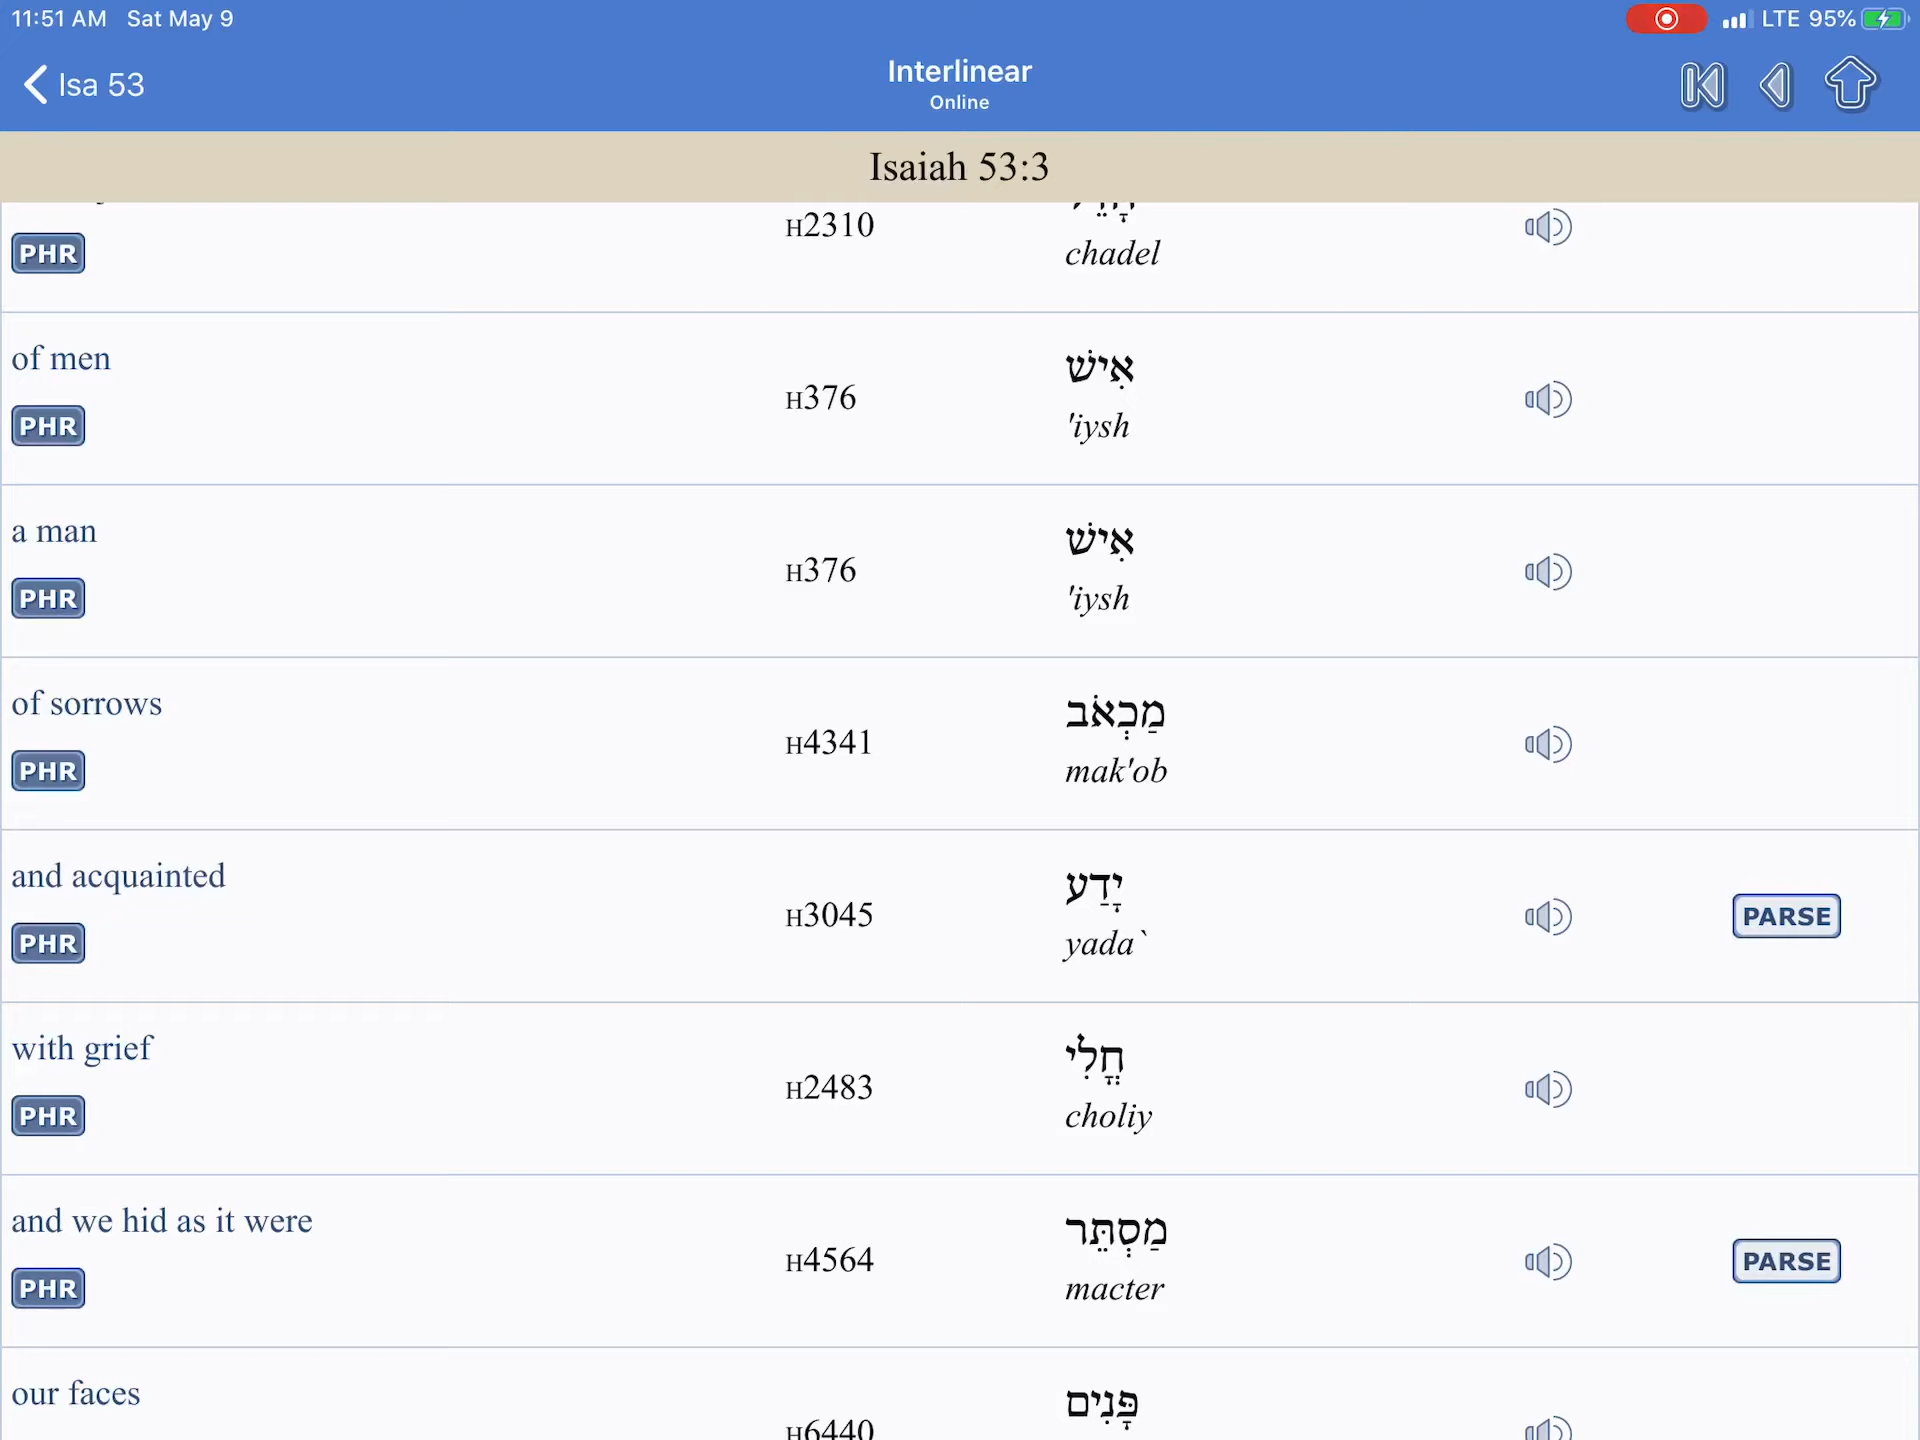 11:51 AM Sat May 9
LTE 95%
Isa 53
Interlinear
Online
Isaiah 53:3
PHR
H2310
chadel
of men
PHR
H376
אִישׁ
'iysh
a man
PHR
H376
אִישׁ
'iysh
of sorrows
PHR
H4341
מַכְאֹב
mak'ob
and acquainted
PHR
H3045
יָדַע
yada`
PARSE
with grief
PHR
H2483
חֳלִי
choliy
and we hid as it were
PHR
H4564
מַסְתֵּר
macter
PARSE
our faces
H6440
פָּנִים